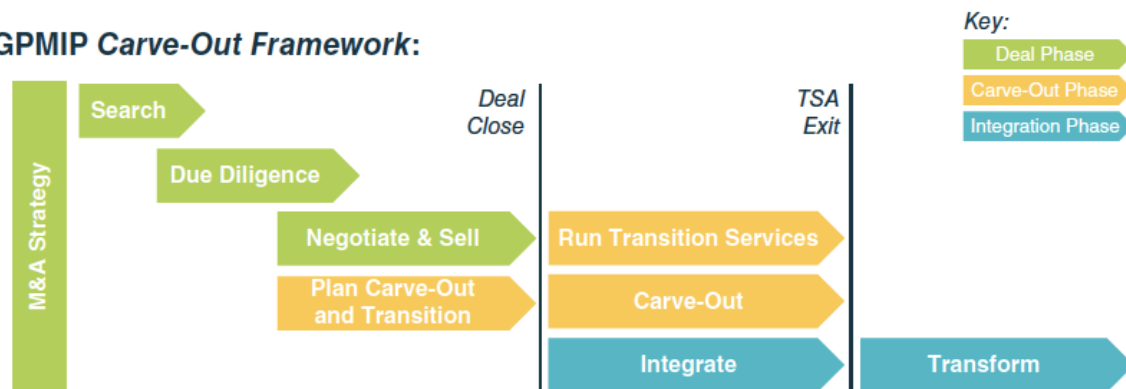 GPMIP Carve-Out Framework:
Key:
Deal Phase
Carve-Out Phase
Integration Phase
M&A Strategy
Search
Deal
Close
TSA
Exit
Due Diligence
Negotiate & Sell
Run Transition Services
Plan Carve-Out
and Transition
Carve-Out
Integrate
Transform